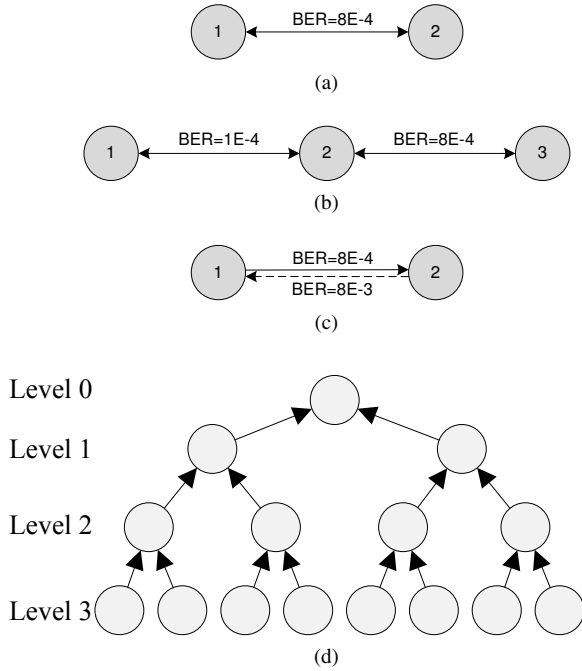 BER=8E-4
1 2
(a)
BER=1E-4 BER=8E-4
1 2 3
(b)
BER=8E-4
1 2
BER=8E-3
(c)
Level 0
Level 1
Level 2
Level 3
(d)